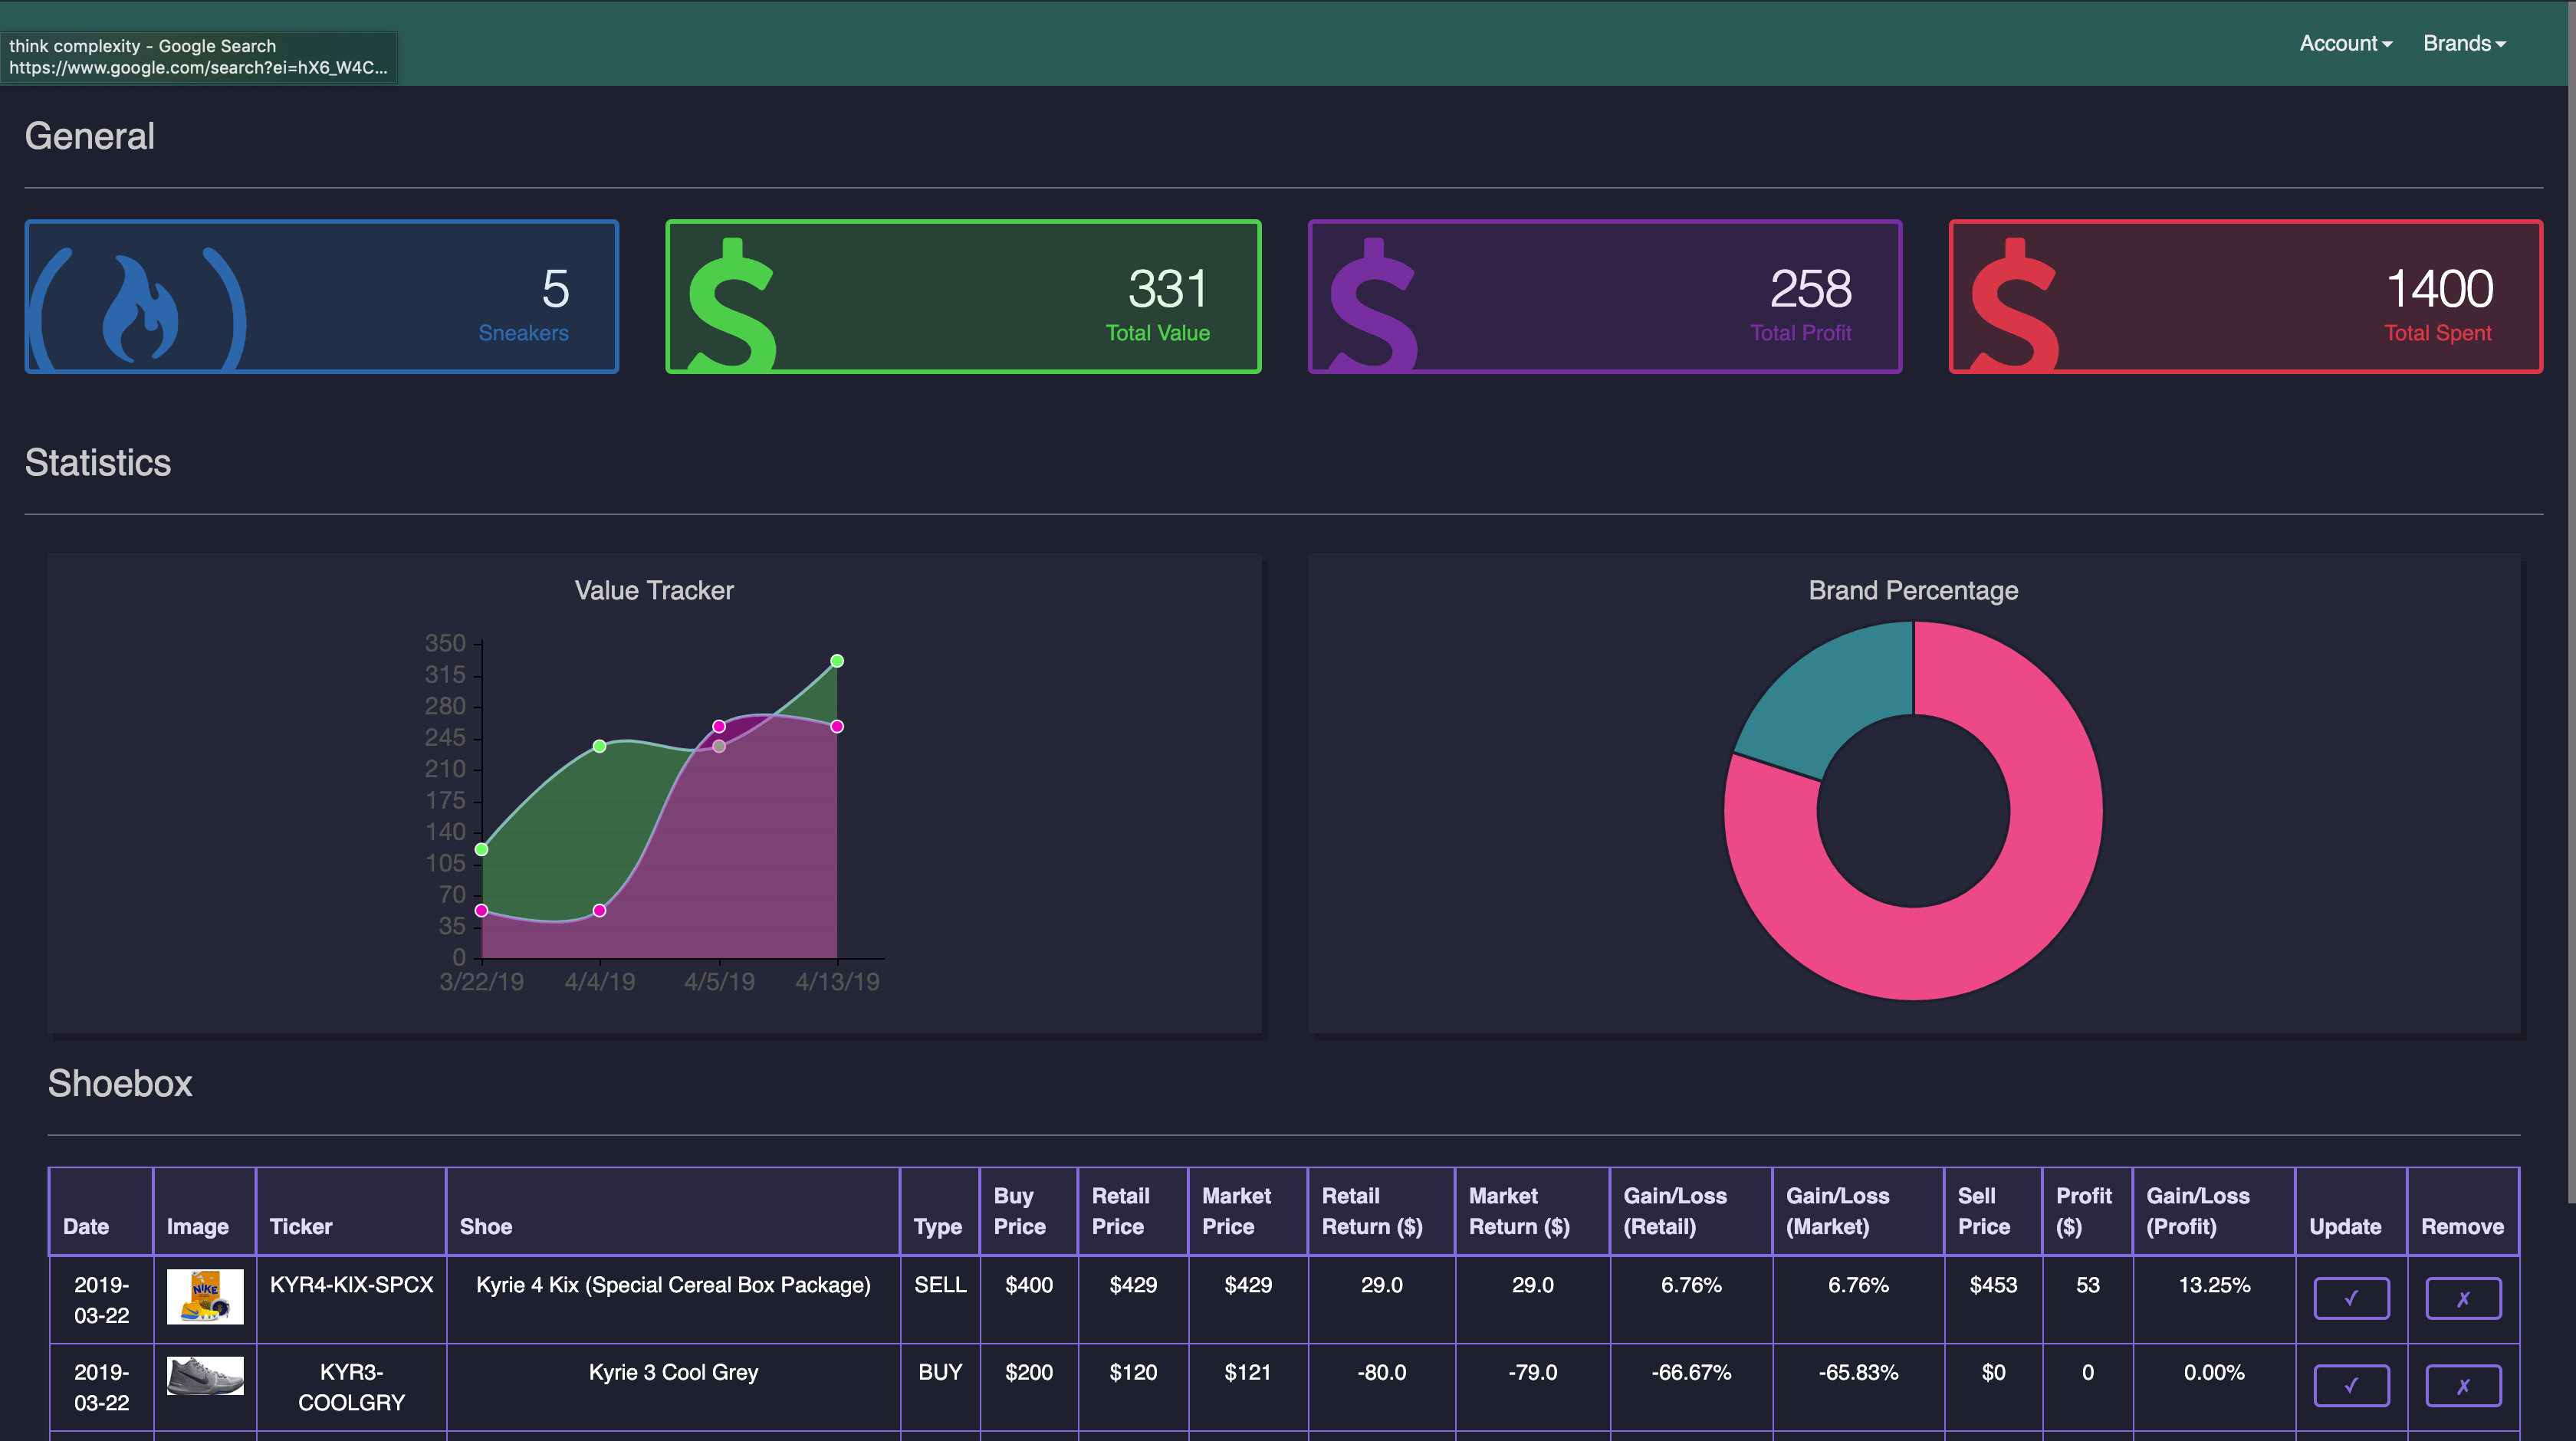 think complexity - Google Search
https://www.google.com/search?ei=hX6_W4C...
Account
Brands
General
5
Sneakers
331
Total Value
258
Total Profit
1400
Total Spent
Statistics
Value Tracker
350
315
280
245
210
175
140
105
70
35
0
3/22/19 4/4/19 4/5/19 4/13/19
Brand Percentage
Shoebox
Date Image Ticker Shoe Type Buy Price Retail Price Market Price Retail Return ($) Market Return ($) Gain/Loss (Retail) Gain/Loss (Market) Sell Price Profit ($) Gain/Loss (Profit) Update Remove
2019-03-22 NIKE KYR4-KIX-SPCX Kyrie 4 Kix (Special Cereal Box Package) SELL $400 $429 $429 29.0 29.0 6.76% 6.76% $453 53 13.25% ✓ ✗
2019-03-22 KYR3-COOLGRY Kyrie 3 Cool Grey BUY $200 $120 $121 -80.0 -79.0 -66.67% -65.83% $0 0 0.00% ✓ ✗